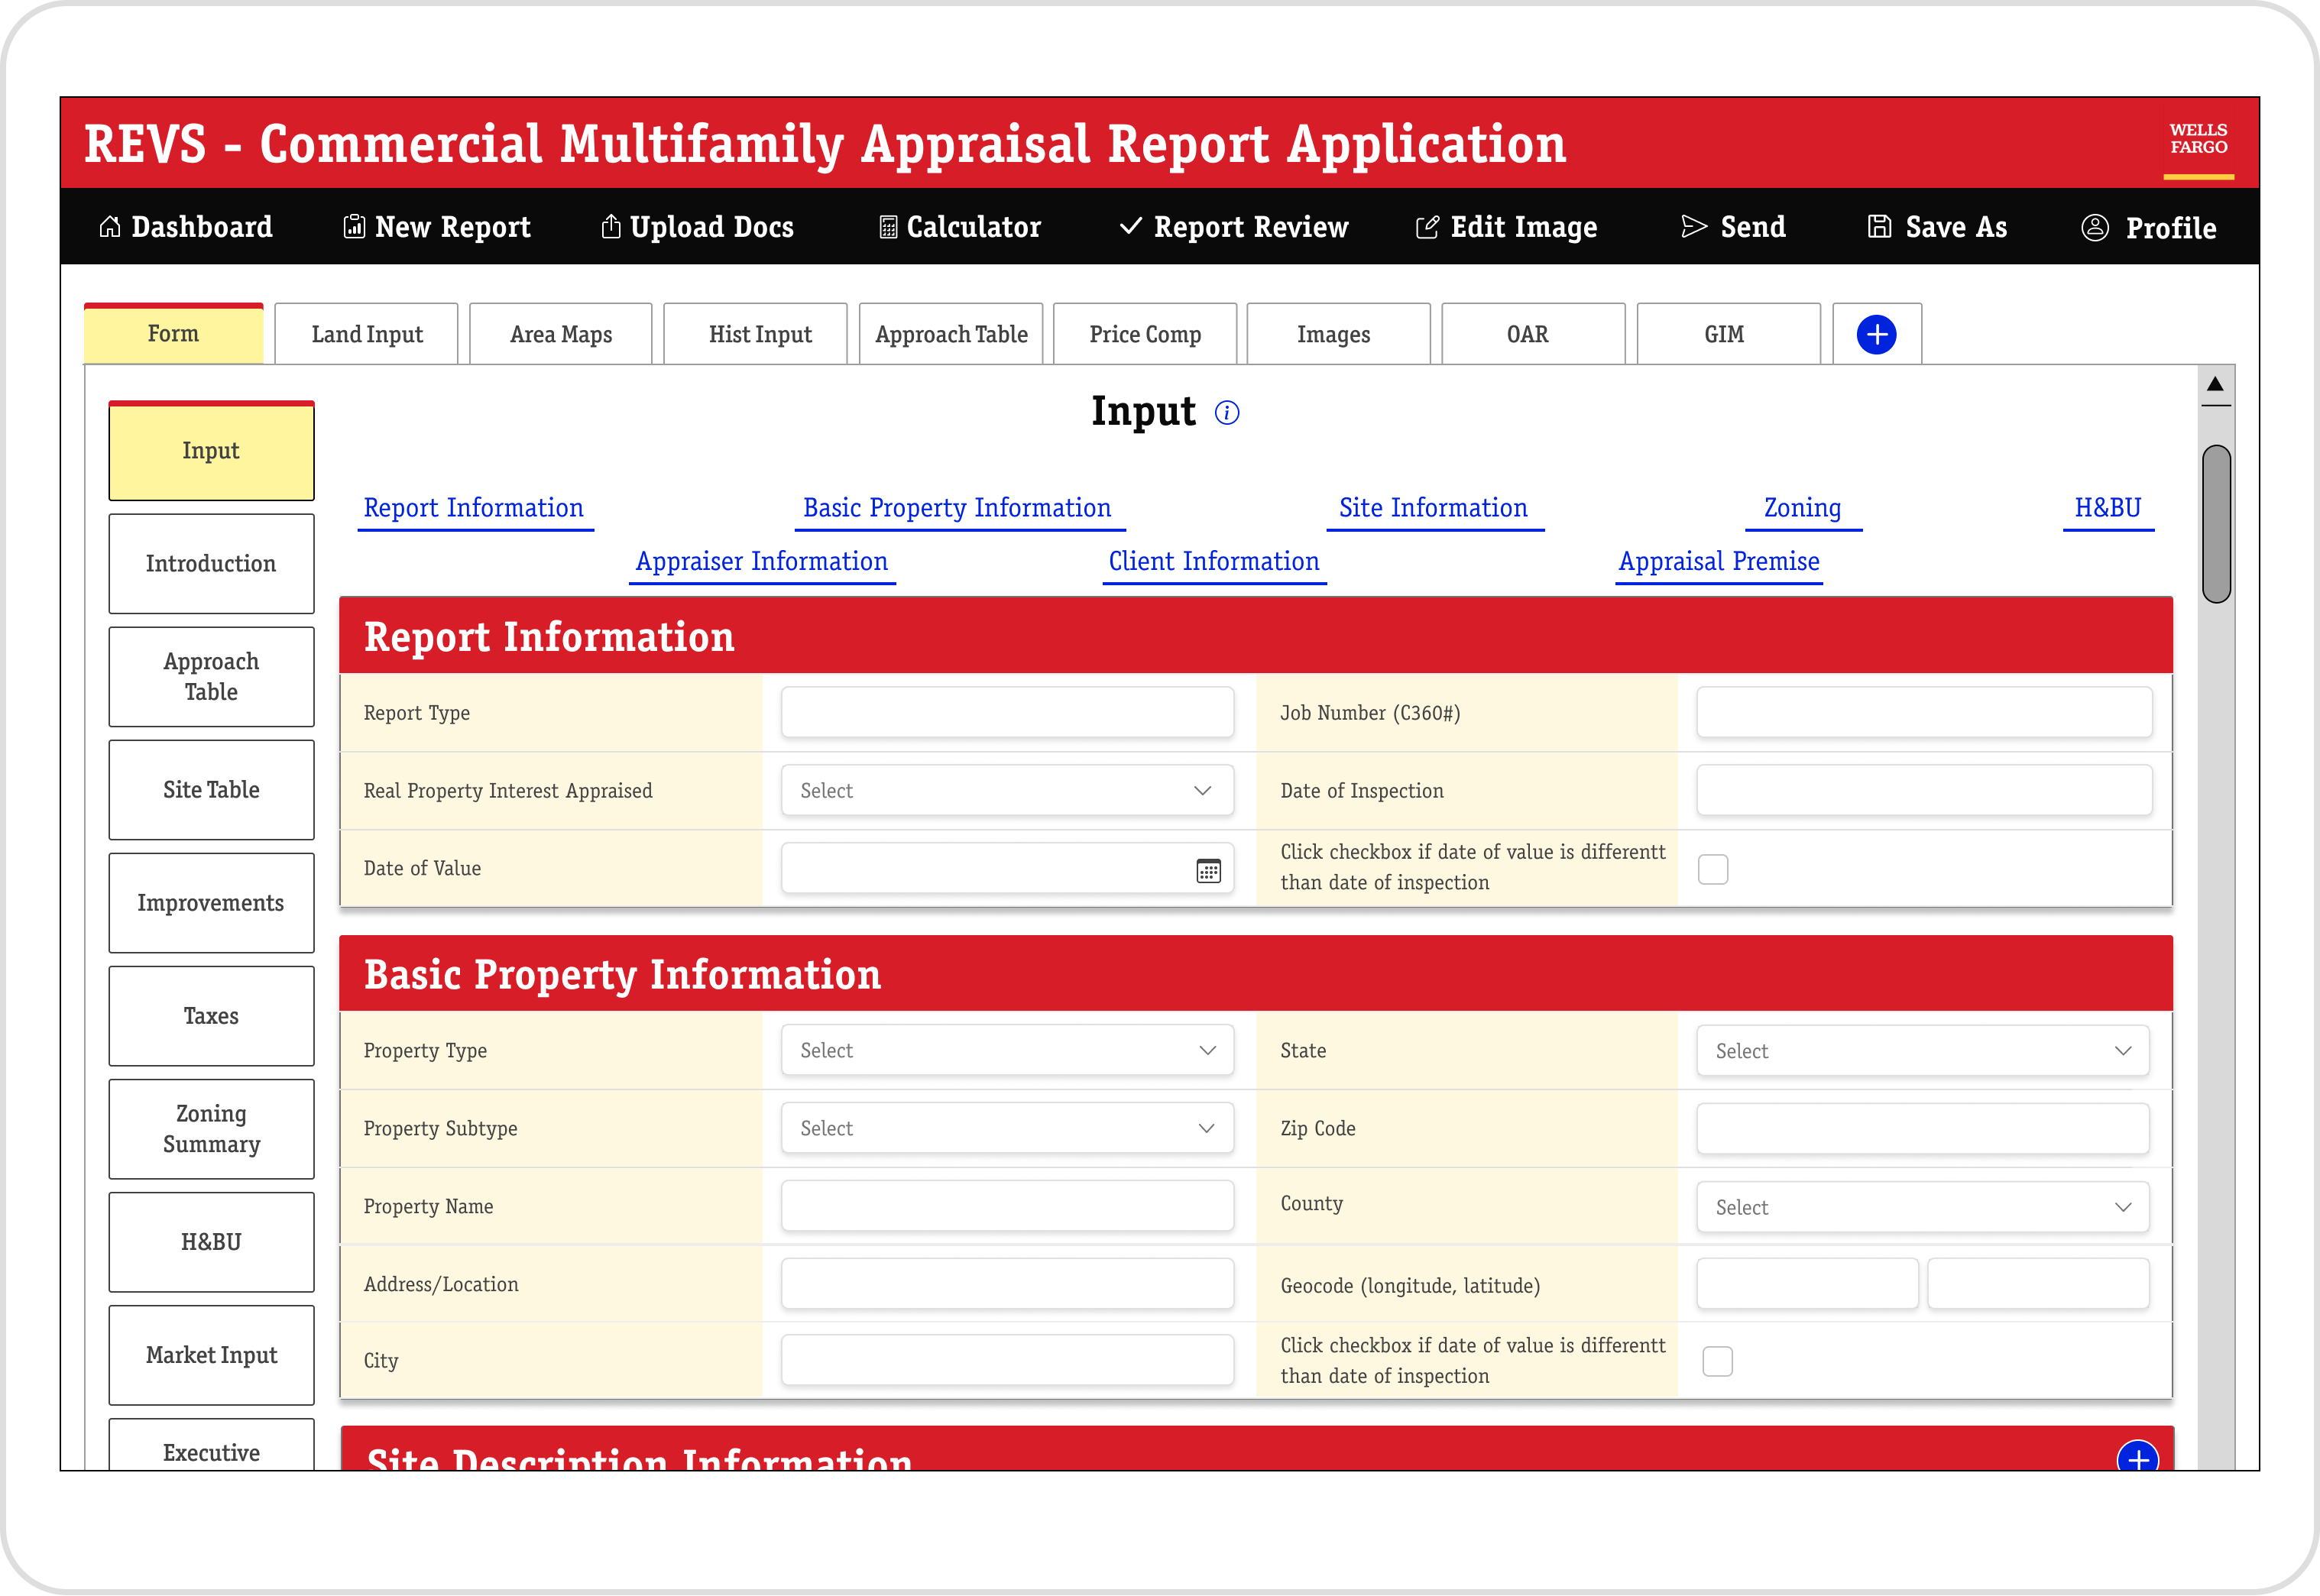 REVS - Commercial Multifamily Appraisal Report Application
WELLS
FARGO
Dashboard
New Report
Upload Docs
Calculator
Report Review
Edit Image
Send
Save As
Profile
Form
Land Input
Area Maps
Hist Input
Approach Table
Price Comp
Images
OAR
GIM
Input
Introduction
Approach
Table
Site Table
Improvements
Taxes
Zoning
Summary
H&BU
Market Input
Executive
Input
Report Information
Basic Property Information
Site Information
Zoning
H&BU
Appraiser Information
Client Information
Appraisal Premise
Report Information
Report Type
Job Number (C360#)
Real Property Interest Appraised
Select
Date of Inspection
Date of Value
Click checkbox if date of value is differentt
than date of inspection
Basic Property Information
Property Type
Select
State
Select
Property Subtype
Select
Zip Code
Property Name
County
Select
Address/Location
Geocode (longitude, latitude)
City
Click checkbox if date of value is differentt
than date of inspection
Site Description Information